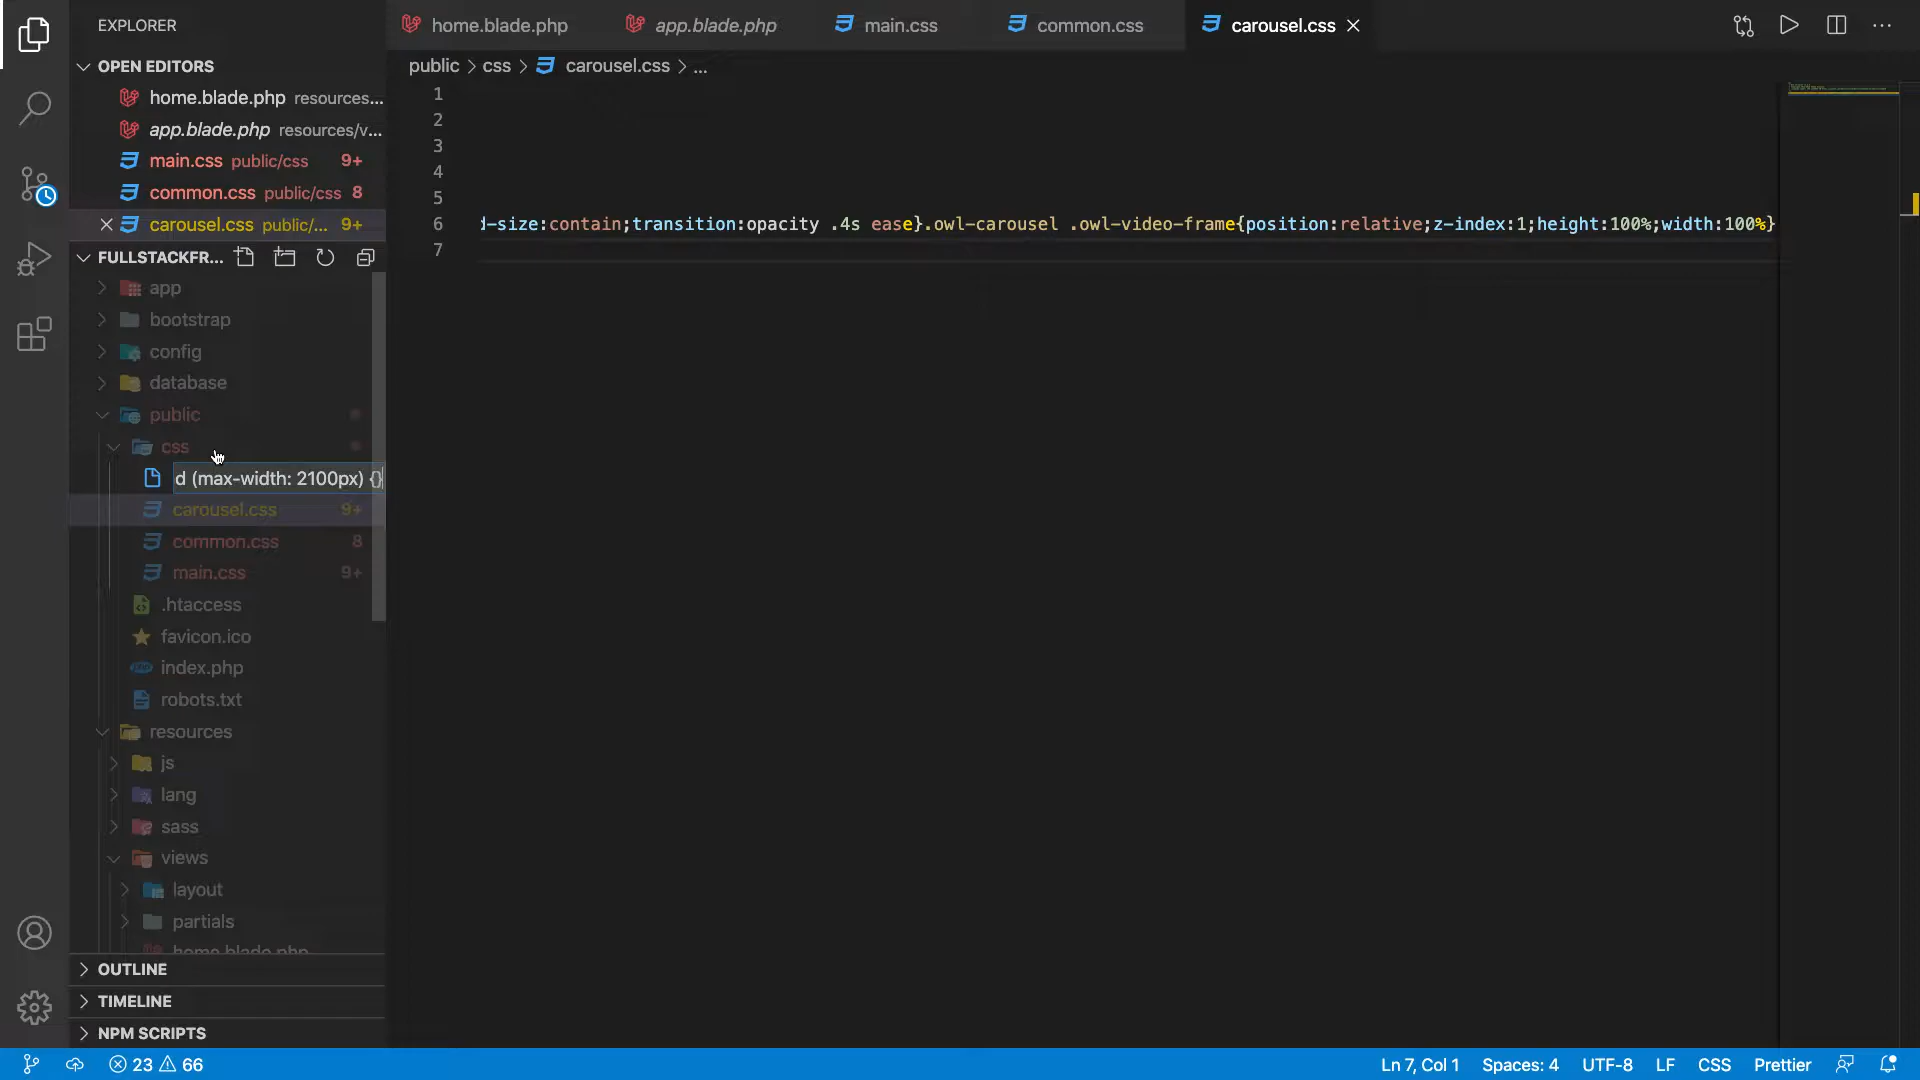 EXPLORER
OPEN EDITORS
home.blade.php resources...
app.blade.php resources/v...
main.css public/css 9+
common.css public/css 8
carousel.css public/... 9+
FULLSTACKFR...
app
bootstrap
config
database
public
css
d (max-width: 2100px) {}
carousel.css 9+
common.css 8
main.css 9+
.htaccess
favicon.ico
index.php
robots.txt
resources
js
lang
sass
views
layout
partials
home.blade.php
OUTLINE
TIMELINE
NPM SCRIPTS
home.blade.php
app.blade.php
main.css
common.css
carousel.css
public > css > carousel.css > ...
1
2
3
4
5
6 -size:contain;transition:opacity .4s ease}.owl-carousel .owl-video-frame{position:relative;z-index:1;height:100%;width:100%}
7
23 66
Ln 7, Col 1
Spaces: 4
UTF-8
LF
CSS
Prettier